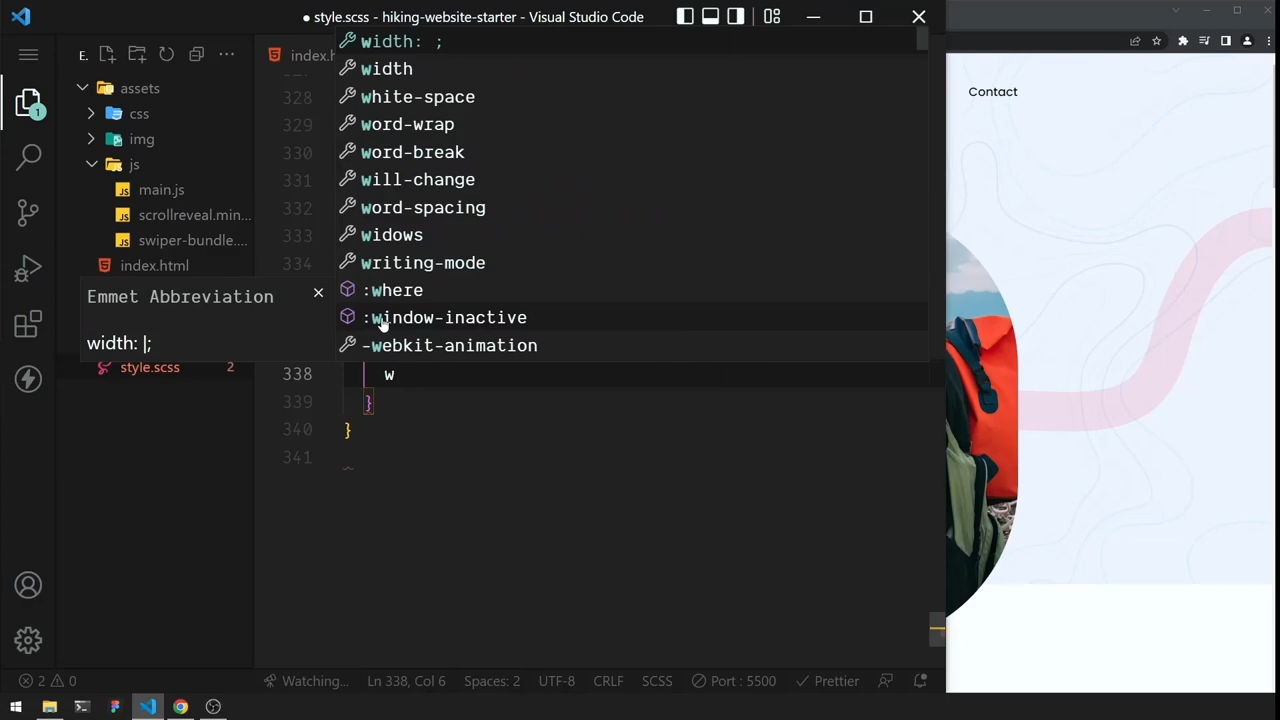 style.scss - hiking-website-starter - Visual Studio Code
E.
assets
css
img
js
main.js
scrollreveal.min...
swiper-bundle....
index.html
style.scss 2
1
index.h
328
329
330
331
332
333
334
width: ;
width
white-space
word-wrap
word-break
will-change
word-spacing
widows
writing-mode
:where
:window-inactive
-webkit-animation
Emmet Abbreviation
width: |;
338 w
339 }
340 }
341
Contact
2 0 Watching... Ln 338, Col 6 Spaces: 2 UTF-8 CRLF SCSS Port : 5500 Prettier